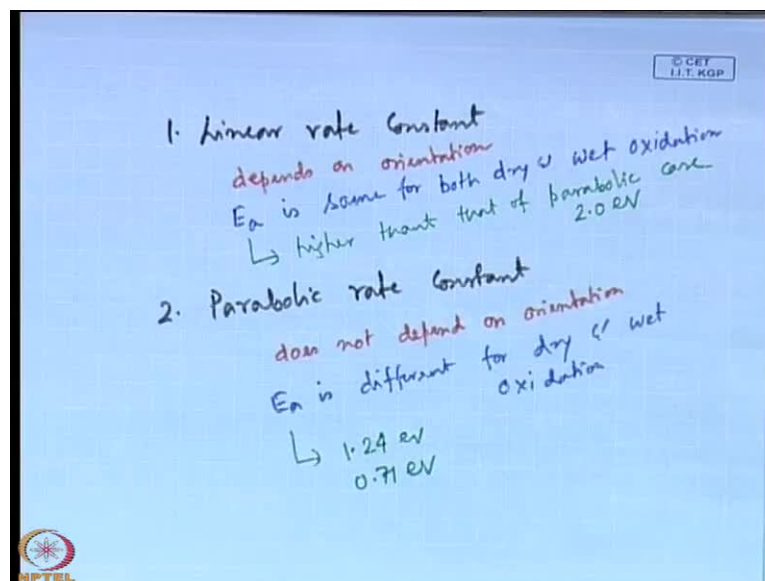 © CET
I.I.T. KGP
1. Linear rate Constant
depends on orientation
Ea is same for both dry & wet oxidation
↳ higher thant that of parabolic case
2.0 eV
2. Parabolic rate Constant
does not depend on orientation
Ea is different for dry & wet
oxidation
↳ 1.24 eV
0.71 eV
NPTEL